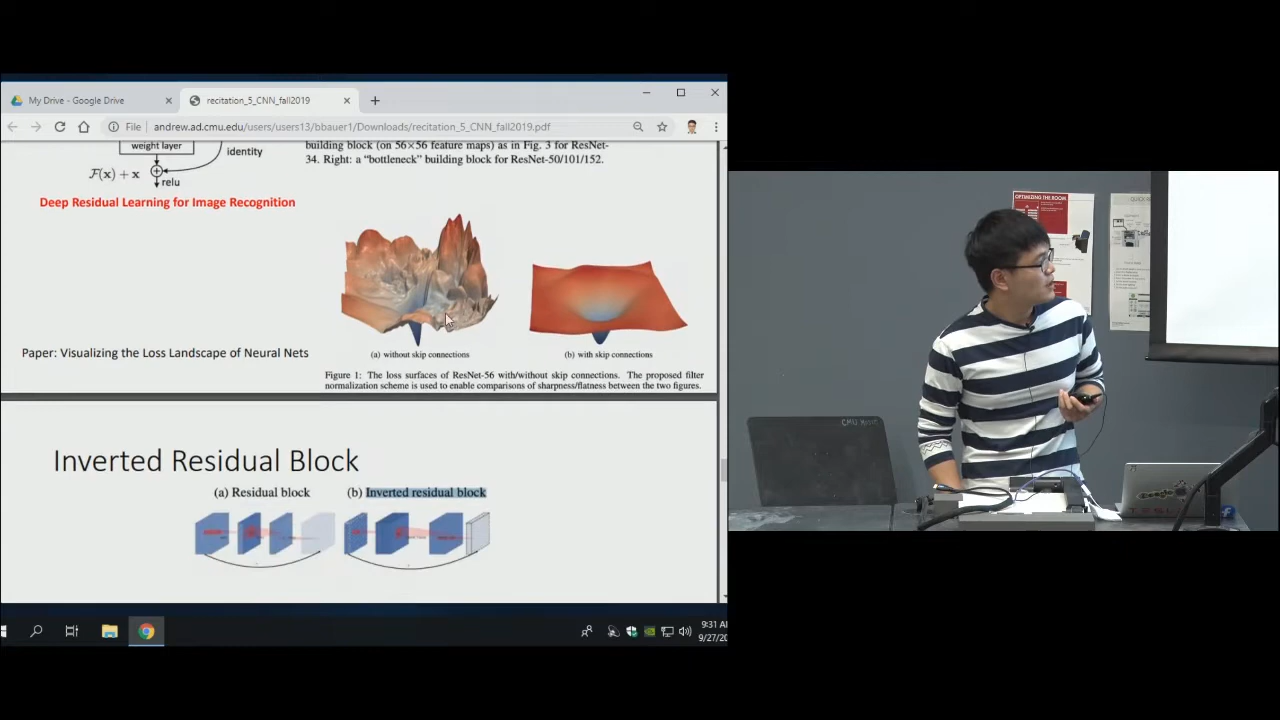 My Drive - Google Drive
recitation_5_CNN_fall2019
File
andrew.ad.cmu.edu/users/users13/bbauer1/Downloads/recitation_5_CNN_fall2019.pdf
weight layer
identity
F(x) + x
relu
building block (on 56×56 feature maps) as in Fig. 3 for ResNet-
34. Right: a “bottleneck” building block for ResNet-50/101/152.
Deep Residual Learning for Image Recognition
Paper: Visualizing the Loss Landscape of Neural Nets
(a) without skip connections
(b) with skip connections
Figure 1: The loss surfaces of ResNet-56 with/without skip connections. The proposed filter
normalization scheme is used to enable comparisons of sharpness/flatness between the two figures.
Inverted Residual Block
(a) Residual block
(b) Inverted residual block
9:31 A
9/27/20
OPTIMIZING THE ROOM
QUICK
TESL